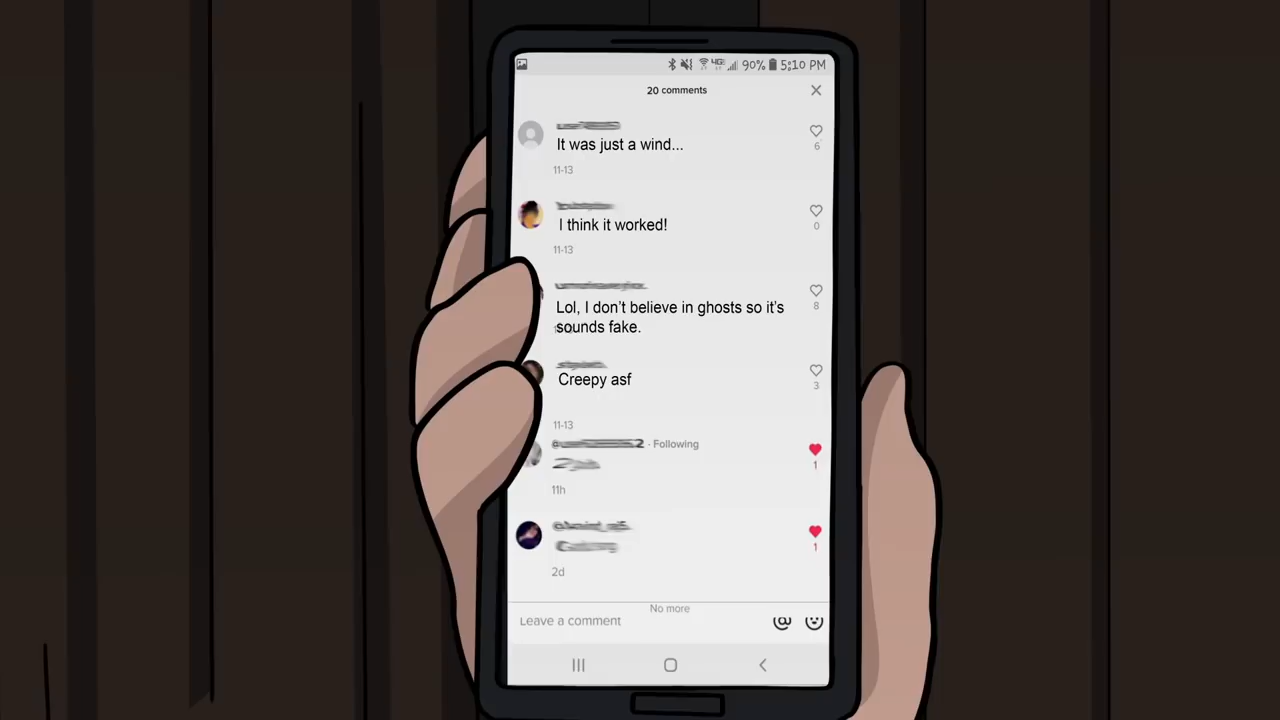 90% 5:10 PM
20 comments
It was just a wind...
6
11-13
I think it worked!
0
11-13
Lol, I don't believe in ghosts so it's
8
sounds fake.
Creepy asf
3
11-13
· Following
1
11h
1
2d
No more
Leave a comment